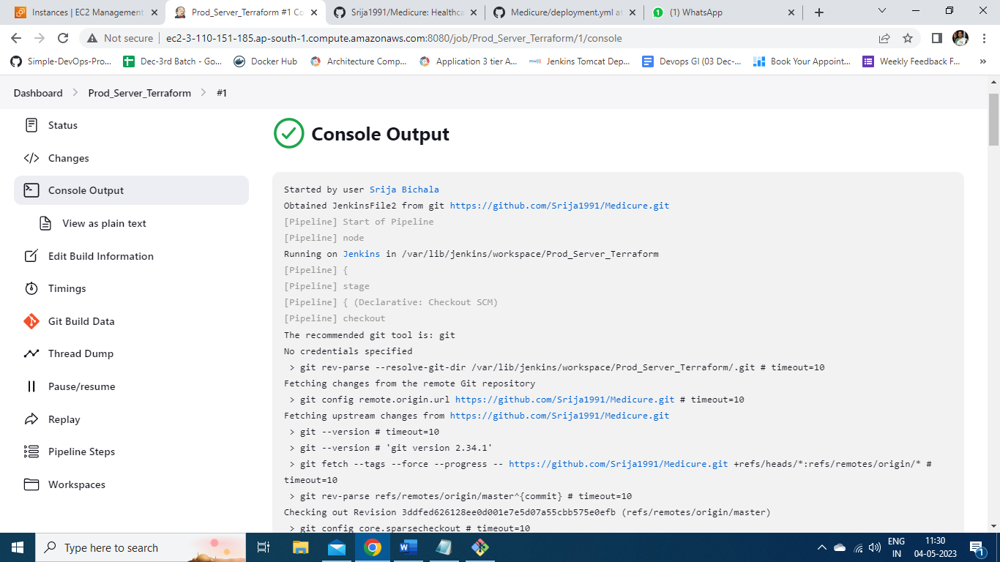 Instances | EC2 Management
Prod_Server_Terraform #1 Co
Srija1991/Medicure: Healthca
Medicure/deployment.yml at
(1) WhatsApp
Not secure
ec2-3-110-151-185.ap-south-1.compute.amazonaws.com:8080/job/Prod_Server_Terraform/1/console
Simple-DevOps-Pro...
Dec-3rd Batch - Go...
Docker Hub
Architecture Comp...
Application 3 tier A...
Jenkins Tomcat Dep...
Devops GI (03 Dec-...
Book Your Appoint...
Weekly Feedback F...
Dashboard
Prod_Server_Terraform
#1
Status
Changes
Console Output
View as plain text
Edit Build Information
Timings
Git Build Data
Thread Dump
Pause/resume
Replay
Pipeline Steps
Workspaces
Console Output
Started by user Srija Bichala
Obtained JenkinsFile2 from git https://github.com/Srija1991/Medicure.git
[Pipeline] Start of Pipeline
[Pipeline] node
Running on Jenkins in /var/lib/jenkins/workspace/Prod_Server_Terraform
[Pipeline] {
[Pipeline] stage
[Pipeline] { (Declarative: Checkout SCM)
[Pipeline] checkout
The recommended git tool is: git
No credentials specified
> git rev-parse --resolve-git-dir /var/lib/jenkins/workspace/Prod_Server_Terraform/.git # timeout=10
Fetching changes from the remote Git repository
> git config remote.origin.url https://github.com/Srija1991/Medicure.git # timeout=10
Fetching upstream changes from https://github.com/Srija1991/Medicure.git
> git --version # timeout=10
> git --version # 'git version 2.34.1'
> git fetch --tags --force --progress -- https://github.com/Srija1991/Medicure.git +refs/heads/*:refs/remotes/origin/* #
timeout=10
> git rev-parse refs/remotes/origin/master^{commit} # timeout=10
Checking out Revision 3ddfed626128ee0d001e7e5d07a55cbb575e0efb (refs/remotes/origin/master)
> git config core.sparsecheckout # timeout=10
Type here to search
ENG
IN
11:30
04-05-2023
1